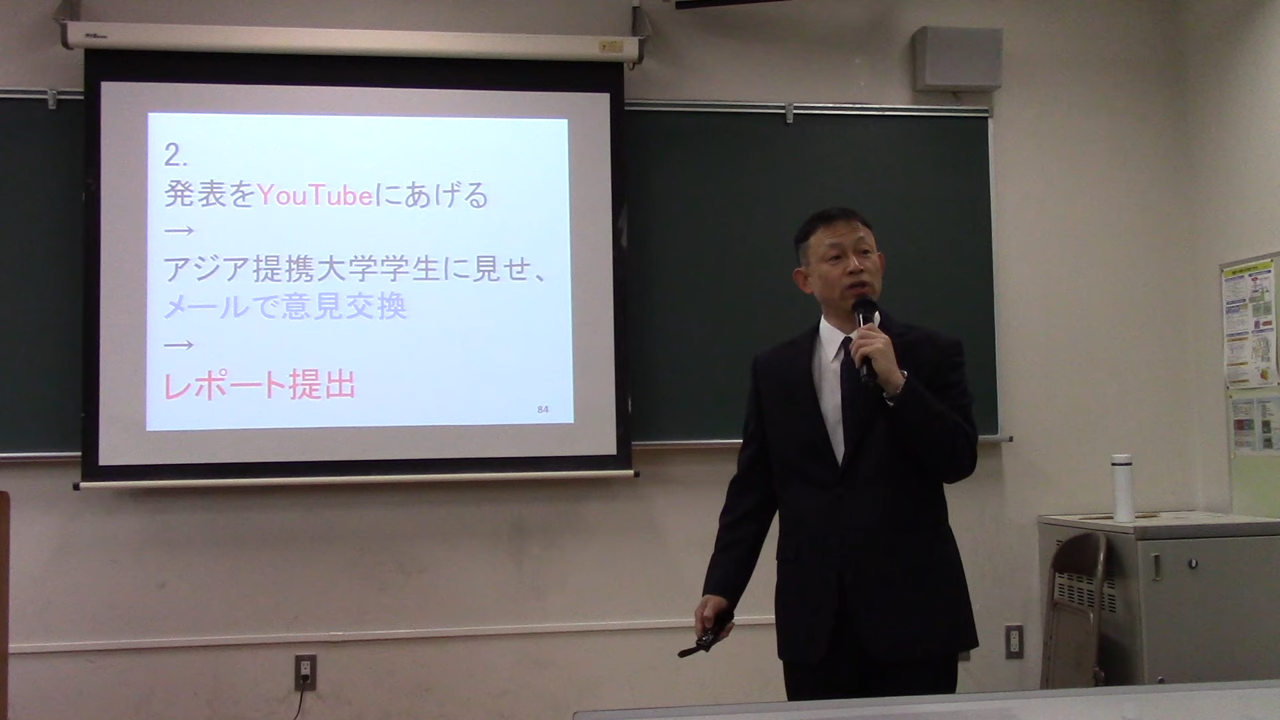 2.
発表をYouTubeにあげる
→
アジア提携大学学生に見せ、
メールで意見交換
→
レポート提出
84